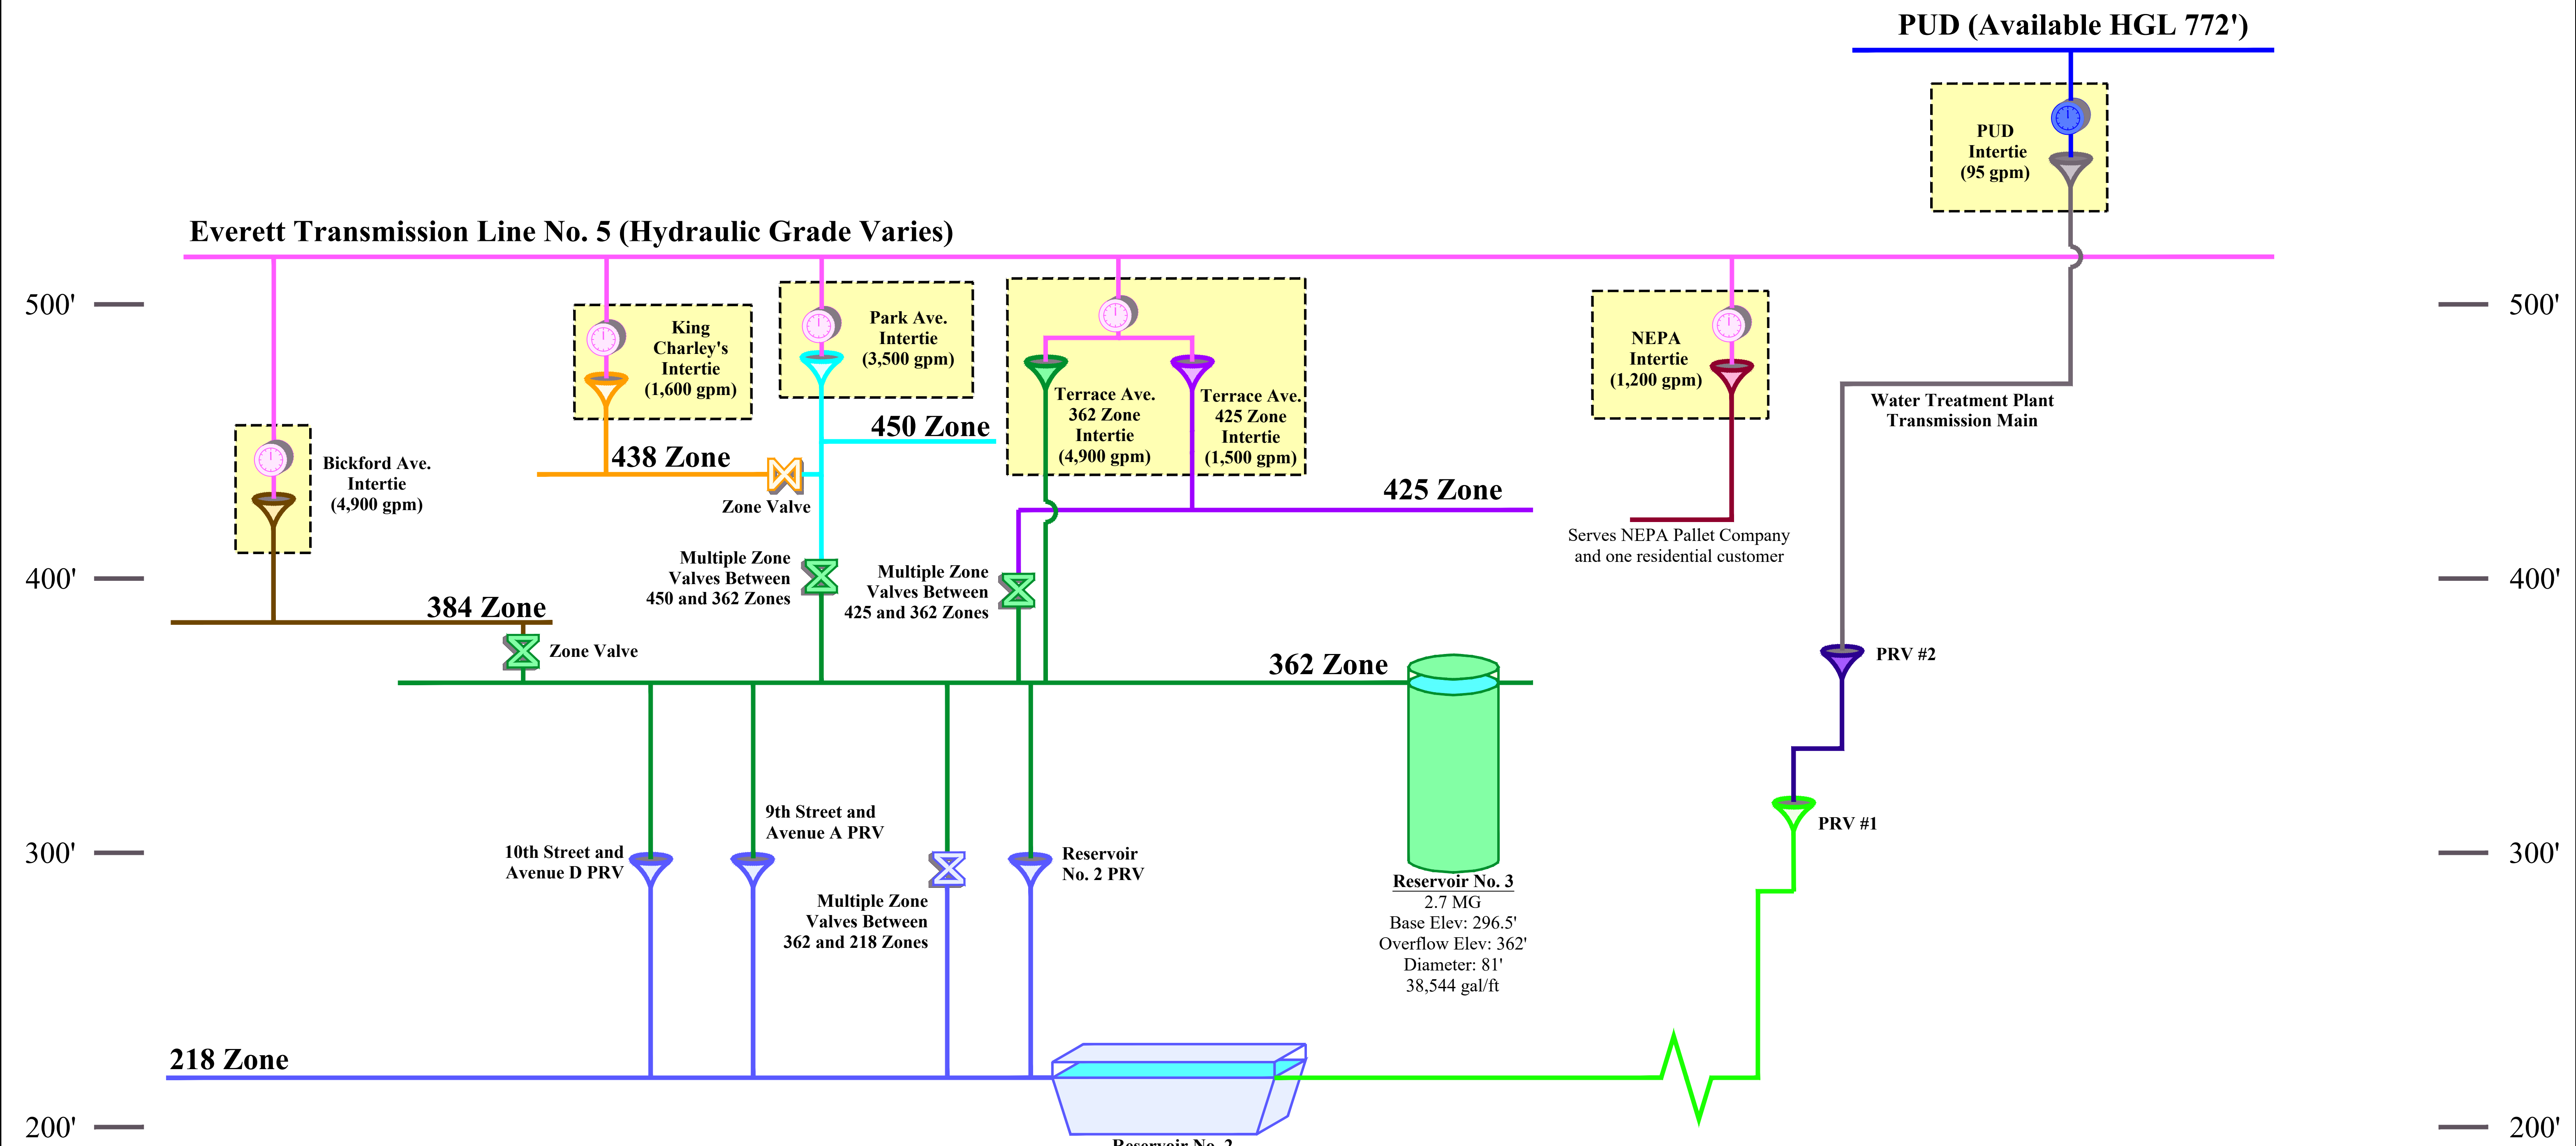 PUD (Available HGL 772')
PUD
Intertie
(95 gpm)
Everett Transmission Line No. 5 (Hydraulic Grade Varies)
500'
500'
King
Charley's
Intertie
(1,600 gpm)
Park Ave.
Intertie
(3,500 gpm)
Terrace Ave.
362 Zone
Intertie
(4,900 gpm)
Terrace Ave.
425 Zone
Intertie
(1,500 gpm)
NEPA
Intertie
(1,200 gpm)
Water Treatment Plant
Transmission Main
450 Zone
438 Zone
Bickford Ave.
Intertie
(4,900 gpm)
Zone Valve
425 Zone
Serves NEPA Pallet Company
and one residential customer
Multiple Zone
Valves Between
450 and 362 Zones
Multiple Zone
Valves Between
425 and 362 Zones
400'
400'
384 Zone
Zone Valve
362 Zone
PRV #2
PRV #1
9th Street and
Avenue A PRV
10th Street and
Avenue D PRV
300'
300'
Reservoir
No. 2 PRV
Multiple Zone
Valves Between
362 and 218 Zones
Reservoir No. 3
2.7 MG
Base Elev: 296.5'
Overflow Elev: 362'
Diameter: 81'
38,544 gal/ft
218 Zone
200'
200'
Reservoir No. 2